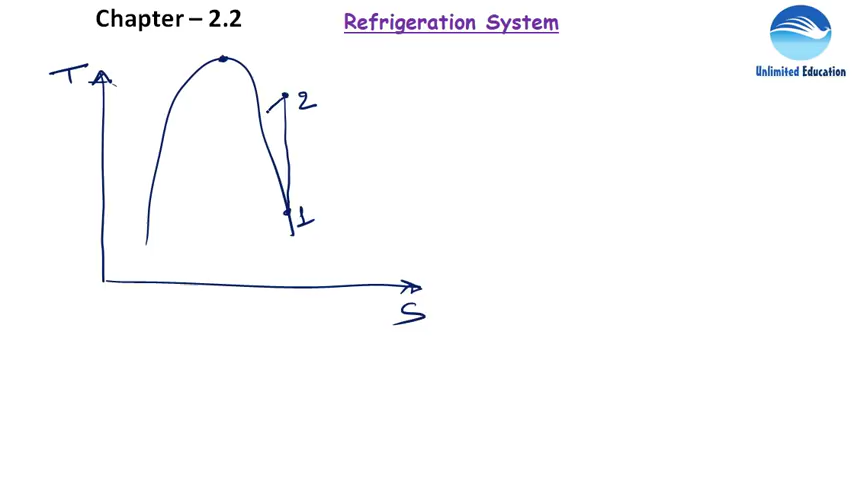 Chapter – 2.2
Refrigeration System
Unlimited Education
T
2
1
S